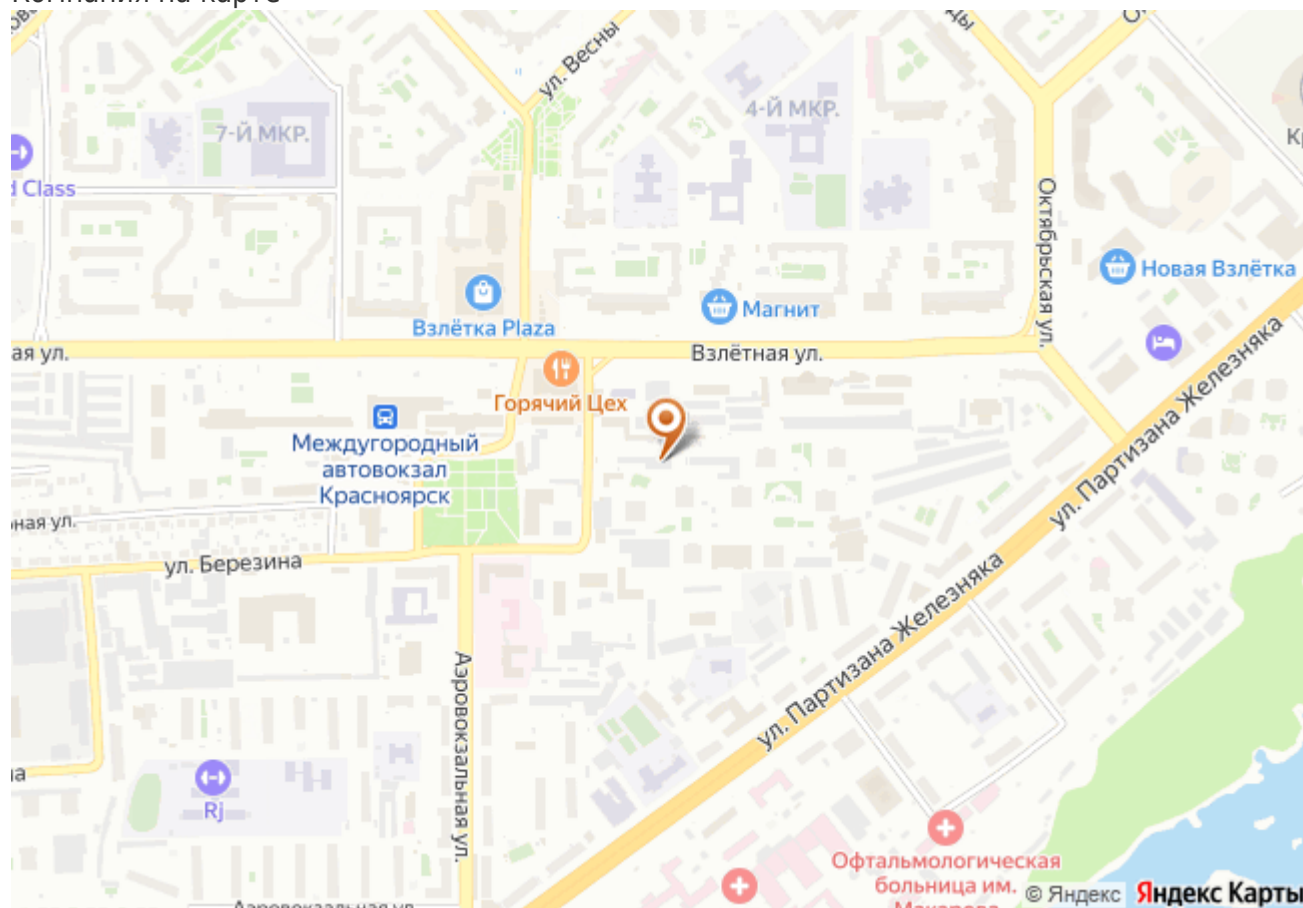 ул. Весны
7-Й МКР.
4-Й МКР.
Class
Октябрьская ул.
Новая Взлётка
Магнит
Взлётка Plaza
ая ул.
Взлётная ул.
Горячий Цех
Междугородный
автовокзал
Красноярск
ул. Партизана Железняка
ная ул.
ул. Березина
ул. Партизана Железняка
Аэровокзальная ул.
Rj
Офтальмологическая
больница им.
© Яндекс Яндекс Карты